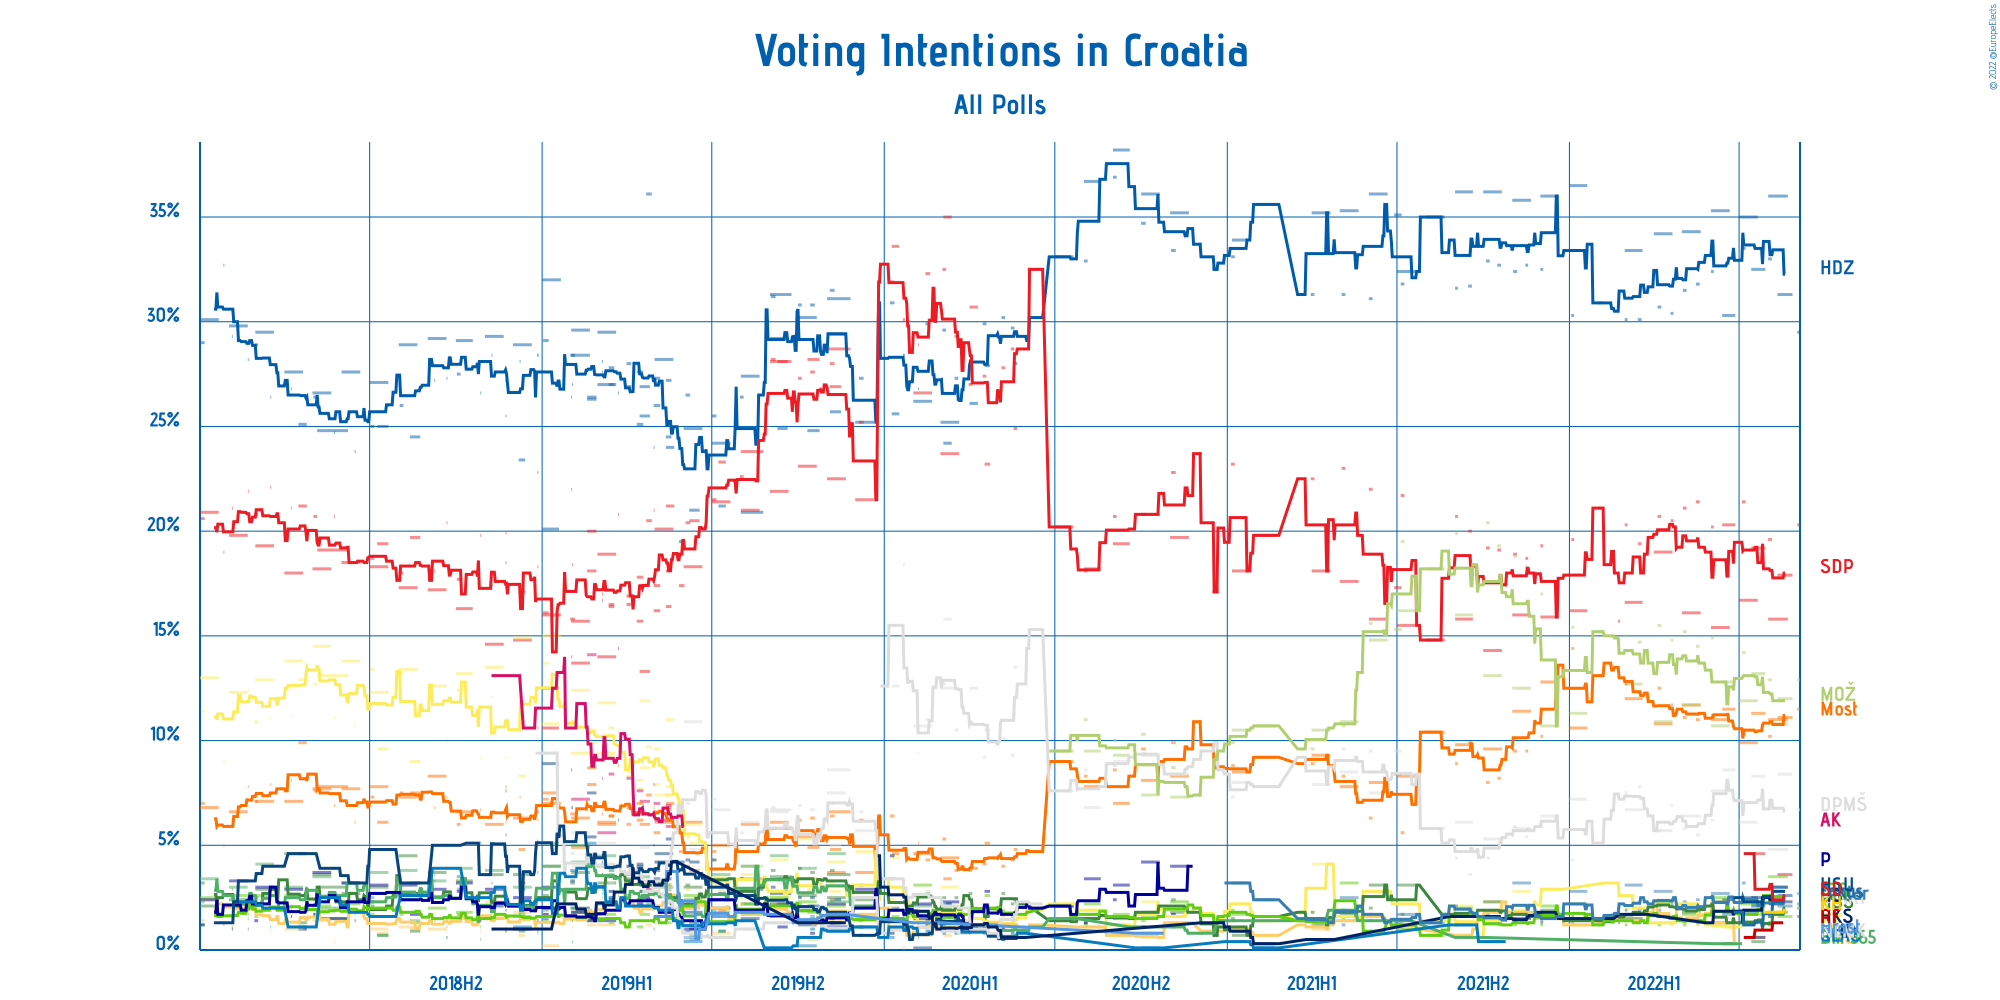 © 2022 @EuropeElects
Voting Intentions in Croatia
All Polls
35%
30%
25%
20%
15%
10%
5%
0%
HDZ
SDP
MOŽ
Most
DPMŠ
AK
P
2018H2
2019H1
2019H2
2020H1
2020H2
2021H1
2021H2
2022H1